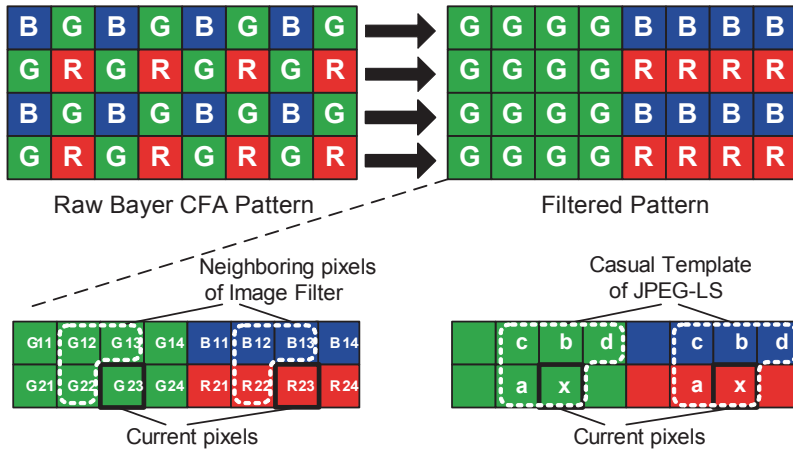 B G B G B G B G G G G G B B B B
G R G R G R G R G G G G R R R R
B G B G B G B G G G G G B B B B
G R G R G R G R G G G G R R R R
Raw Bayer CFA Pattern
Filtered Pattern
Neighboring pixels
of Image Filter
Casual Template
of JPEG-LS
G11 G12 G13 G14 B11 B12 B13 B14
G21 G22 G23 G24 R21 R22 R23 R24
c b d c b d
a x a x
Current pixels
Current pixels